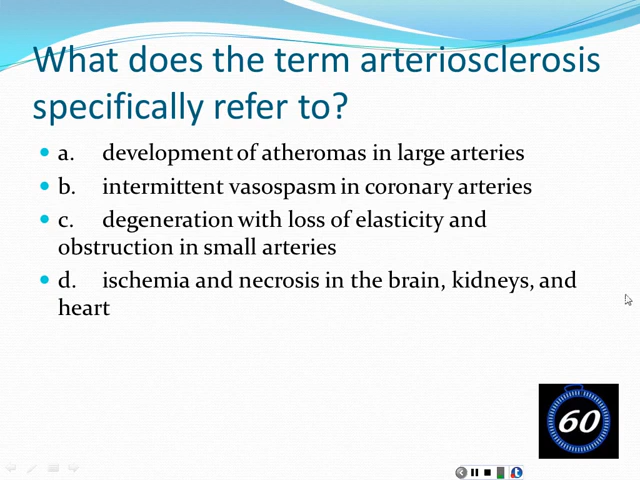 What does the term arteriosclerosis
specifically refer to?
a. development of atheromas in large arteries
b. intermittent vasospasm in coronary arteries
c. degeneration with loss of elasticity and
obstruction in small arteries
d. ischemia and necrosis in the brain, kidneys, and
heart
60